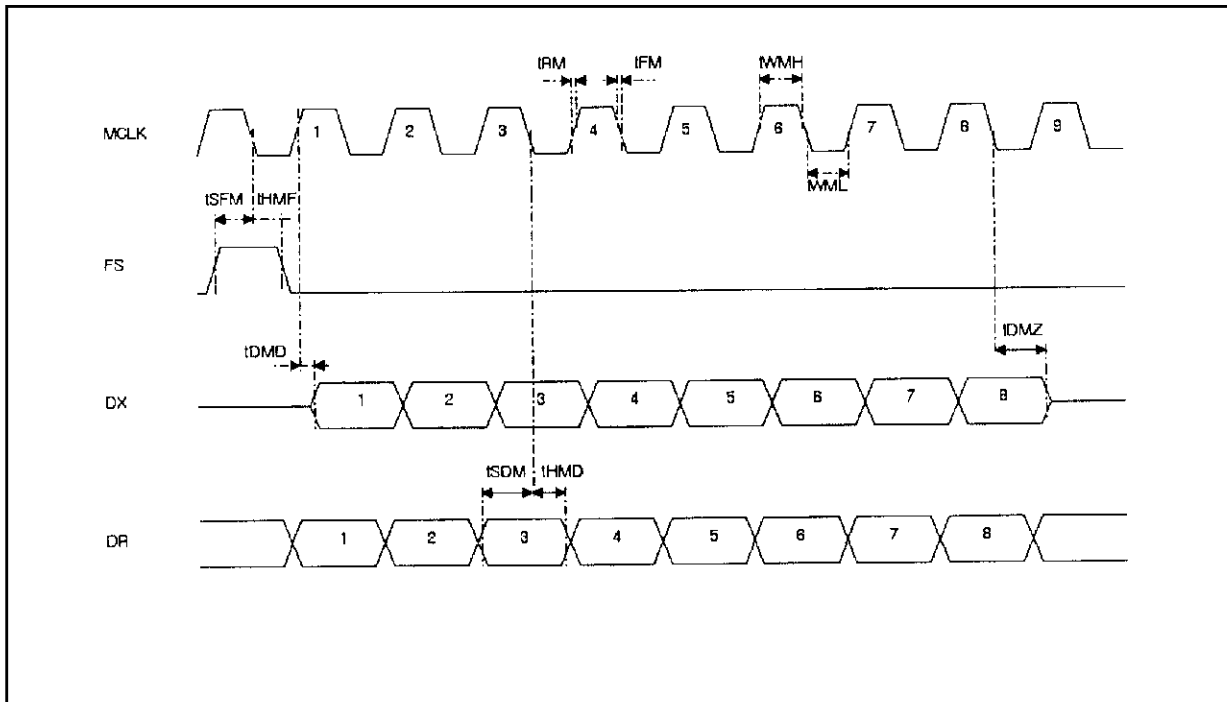 tRM tFM tWMH
MCLK 1 2 3 4 5 6 7 8 9
tWML
tSFM tHMF
FS
tDMD tDMZ
DX 1 2 3 4 5 6 7 8
tSDM tHMD
DR 1 2 3 4 5 6 7 8